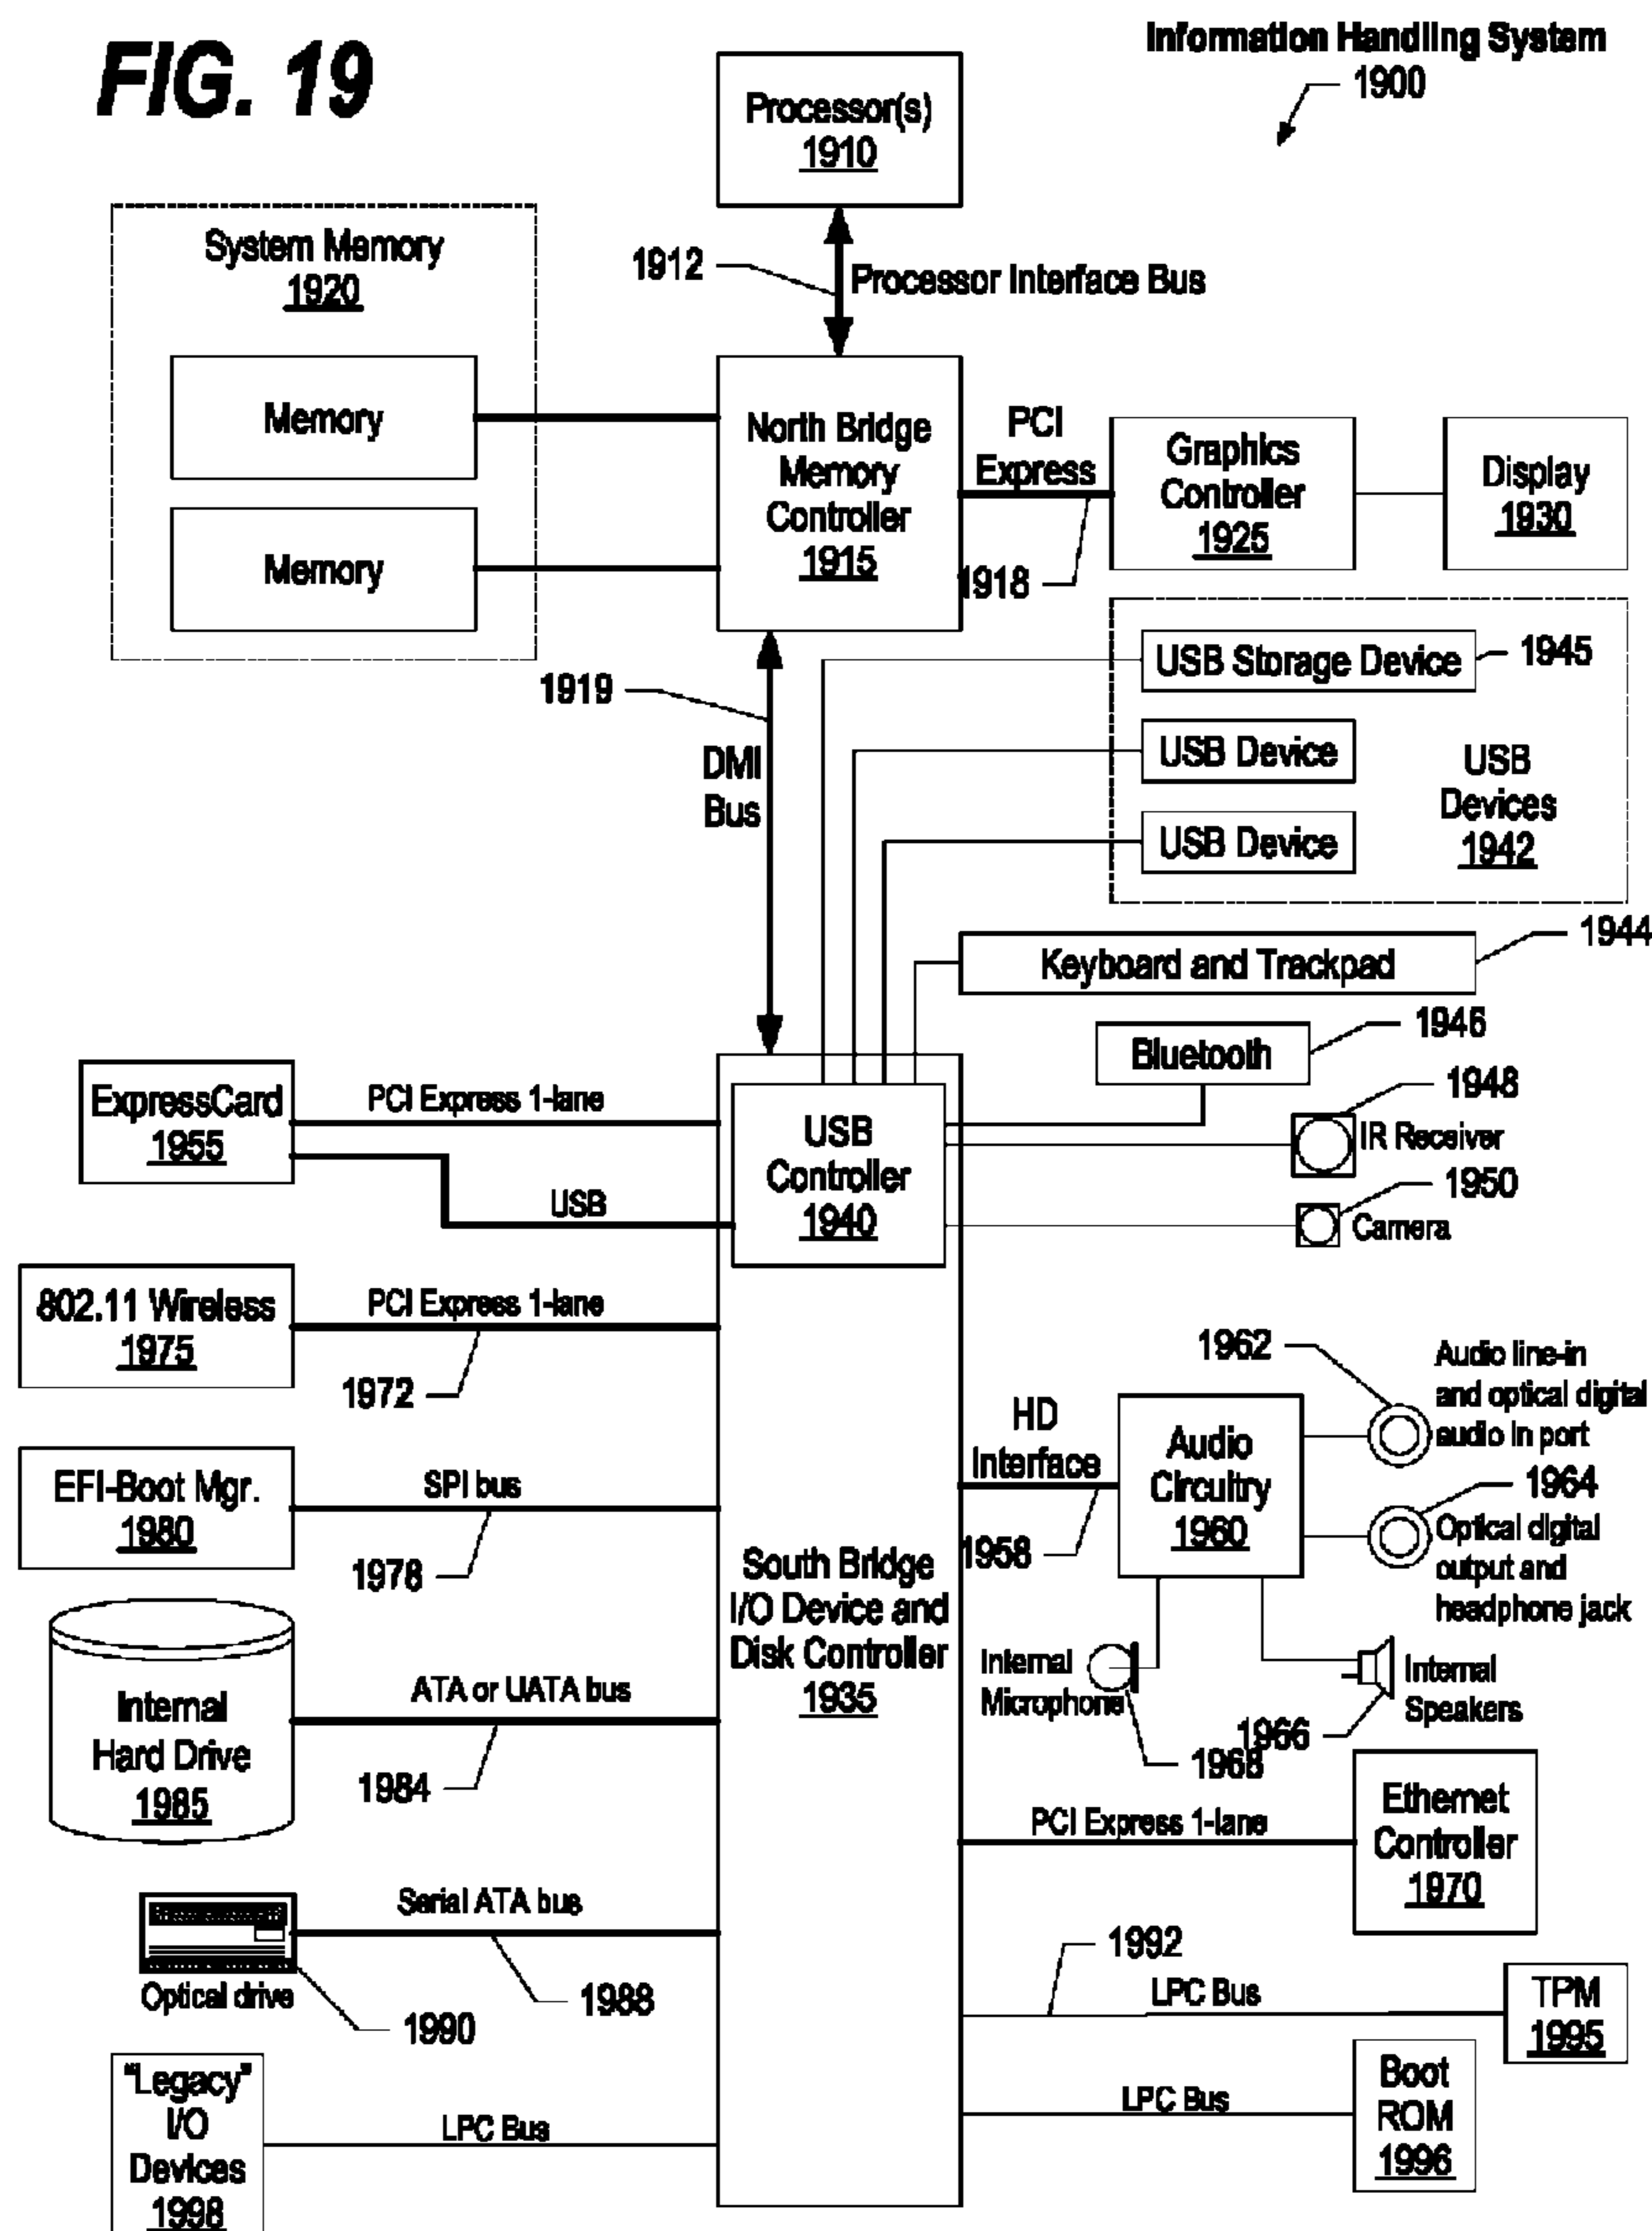 FIG. 19
Information Handling System
1900
Processor(s)
1910
System Memory
1920
1912
Processor Interface Bus
Memory
Memory
North Bridge
Memory
Controller
1915
PCI
Express
1918
Graphics
Controller
1925
Display
1930
1919
DMI
Bus
USB Storage Device
1945
USB Device
USB Device
USB
Devices
1942
Keyboard and Trackpad
1944
Bluetooth
1946
1948
IR Receiver
1950
Camera
ExpressCard
1955
PCI Express 1-lane
USB
USB
Controller
1940
802.11 Wireless
1975
PCI Express 1-lane
1972
EFI-Boot Mgr.
1980
SPI bus
1978
Internal
Hard Drive
1985
ATA or UATA bus
1984
South Bridge
I/O Device and
Disk Controller
1935
HD
Interface
1958
Audio
Circuitry
1960
1962
Audio line-in
and optical digital
audio in port
1964
Optical digital
output and
headphone jack
Internal
Microphone
1968
1966
Internal
Speakers
PCI Express 1-lane
Ethernet
Controller
1970
Serial ATA bus
1988
Optical drive
1990
1992
LPC Bus
TPM
1995
LPC Bus
Boot
ROM
1996
"Legacy"
I/O
Devices
1998
LPC Bus